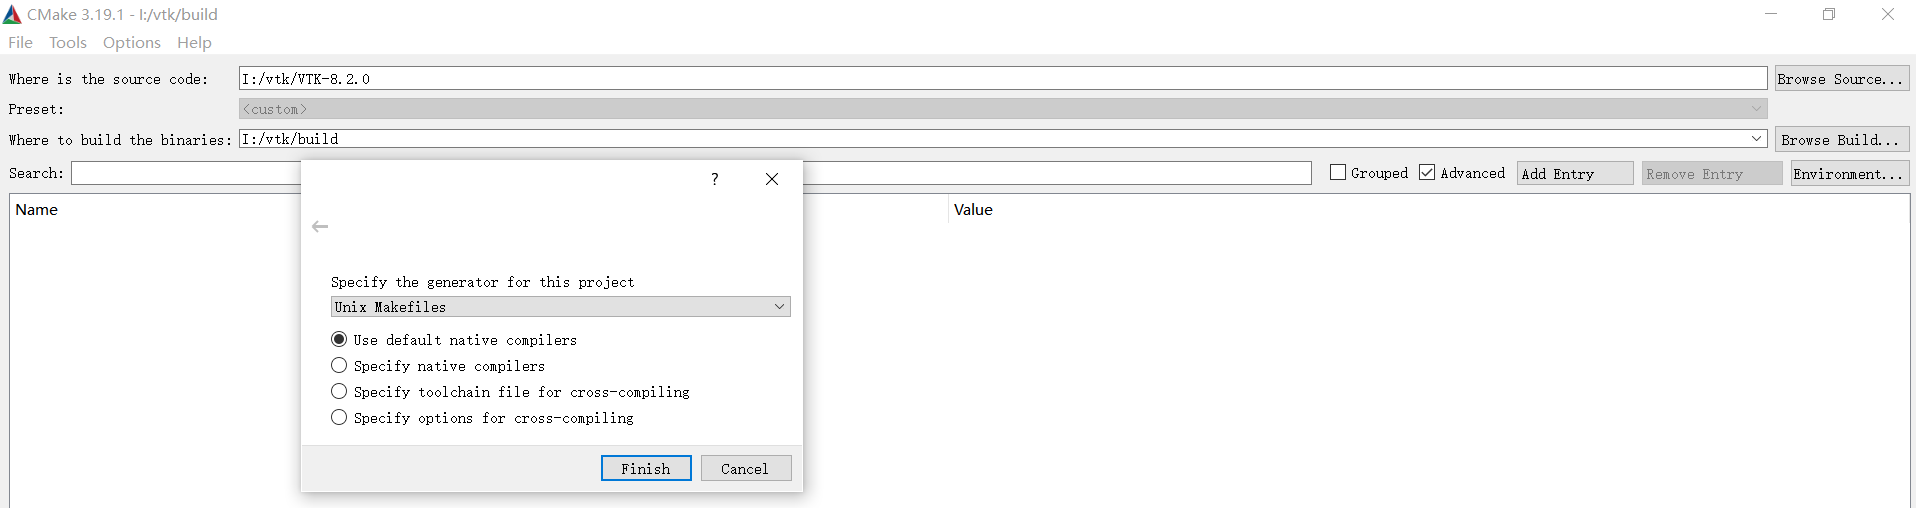 CMake 3.19.1 - I:/vtk/build
File Tools Options Help
Where is the source code: I:/vtk/VTK-8.2.0 Browse Source...
Preset: <custom>
Where to build the binaries: I:/vtk/build Browse Build...
Search: Grouped Advanced Add Entry Remove Entry Environment...
Name Value
?
Specify the generator for this project
Unix Makefiles
Use default native compilers
Specify native compilers
Specify toolchain file for cross-compiling
Specify options for cross-compiling
Finish Cancel